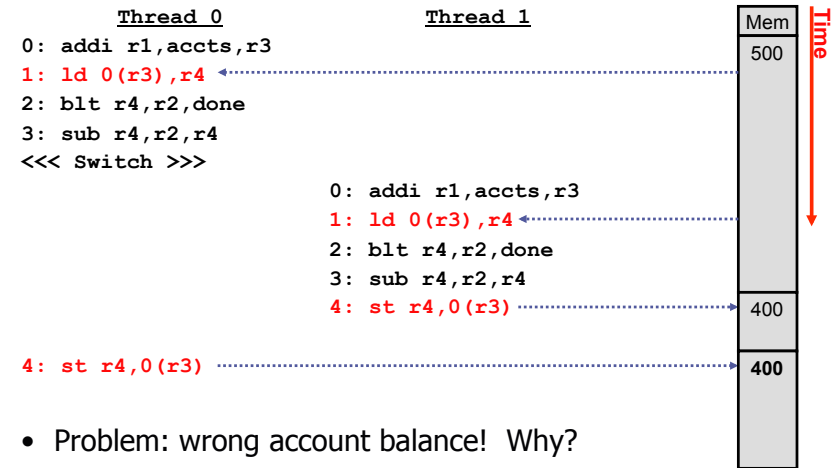 Thread 0 Thread 1 Mem Time
0: addi r1,accts,r3 500
1: ld 0(r3),r4
2: blt r4,r2,done
3: sub r4,r2,r4
<<< Switch >>>
0: addi r1,accts,r3
1: ld 0(r3),r4
2: blt r4,r2,done
3: sub r4,r2,r4
4: st r4,0(r3) 400
4: st r4,0(r3) 400
• Problem: wrong account balance! Why?